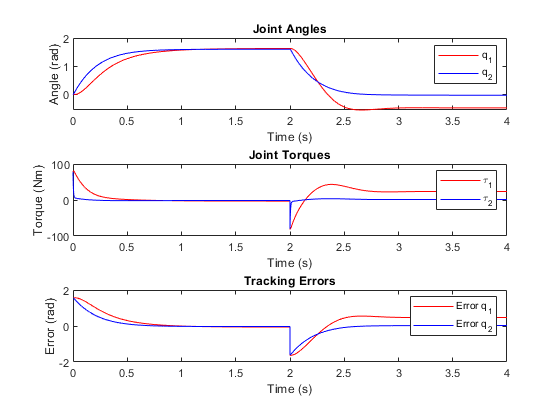 Joint Angles
2
1
0
Angle (rad)
q1
q2
0 0.5 1 1.5 2 2.5 3 3.5 4
Time (s)
Joint Torques
100
0
-100
Torque (Nm)
τ1
τ2
0 0.5 1 1.5 2 2.5 3 3.5 4
Time (s)
Tracking Errors
2
0
-2
Error (rad)
Error q1
Error q2
0 0.5 1 1.5 2 2.5 3 3.5 4
Time (s)